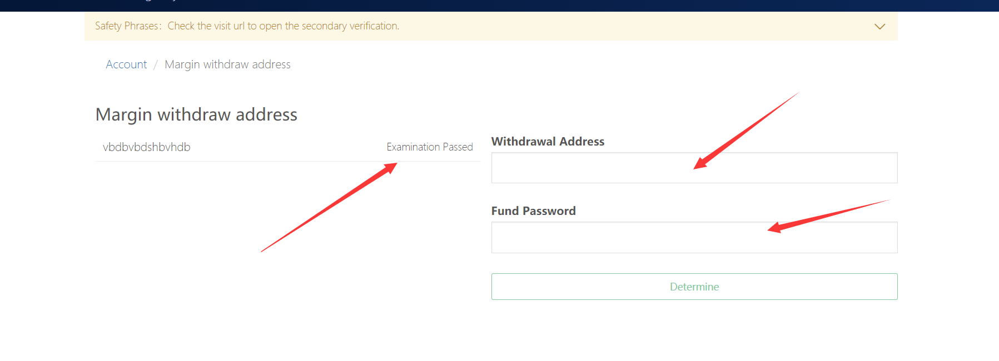 Safety Phrases: Check the visit url to open the secondary verification.
Account / Margin withdraw address
Margin withdraw address
vbdbvbdshbvhdb Examination Passed
Withdrawal Address
Fund Password
Determine